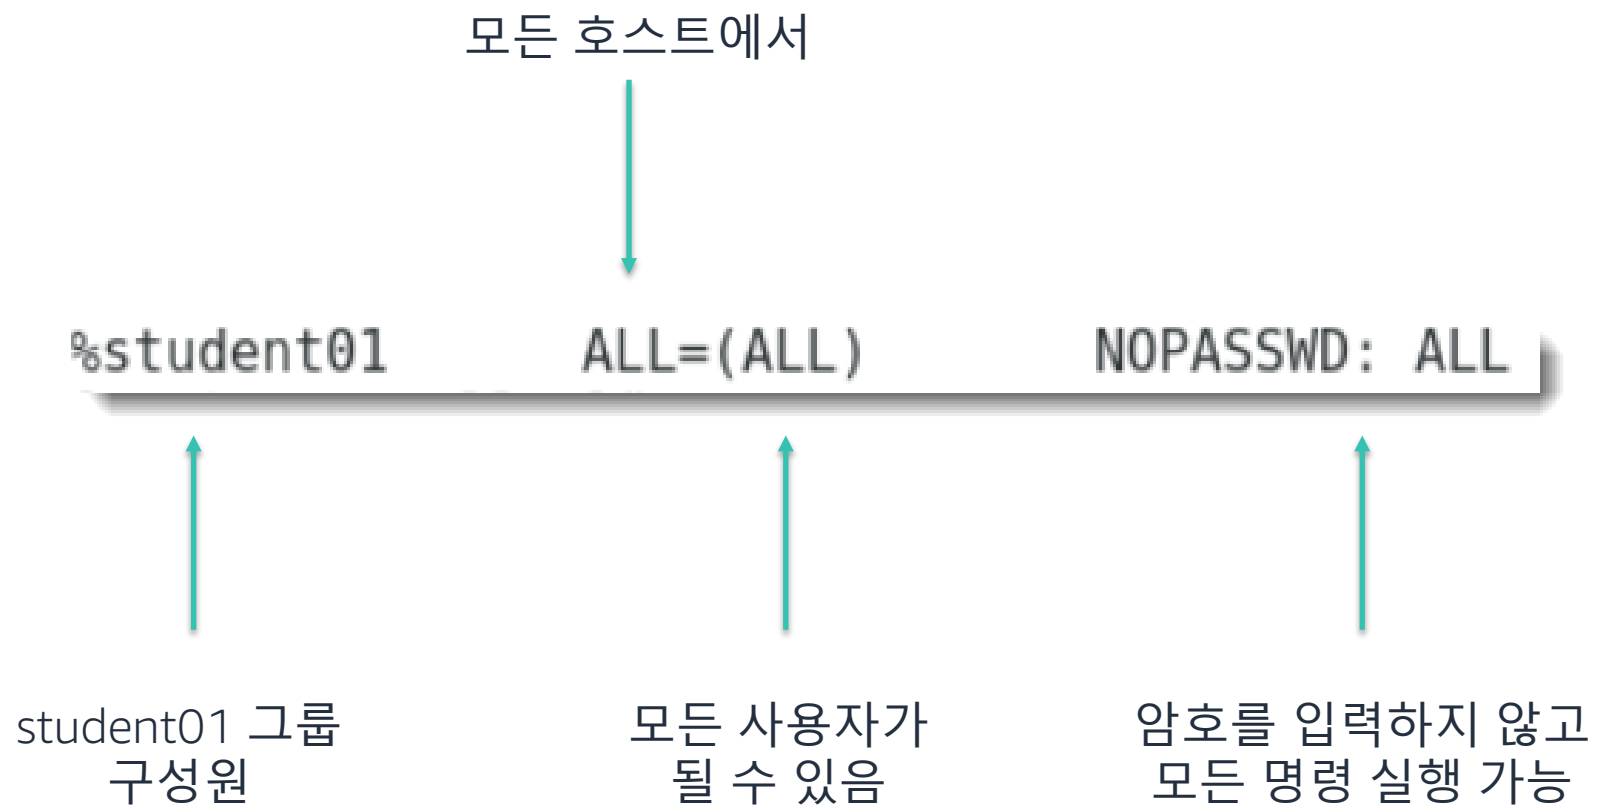 모든 호스트에서
%student01 ALL=(ALL) NOPASSWD: ALL
student01 그룹
구성원
모든 사용자가
될 수 있음
암호를 입력하지 않고
모든 명령 실행 가능